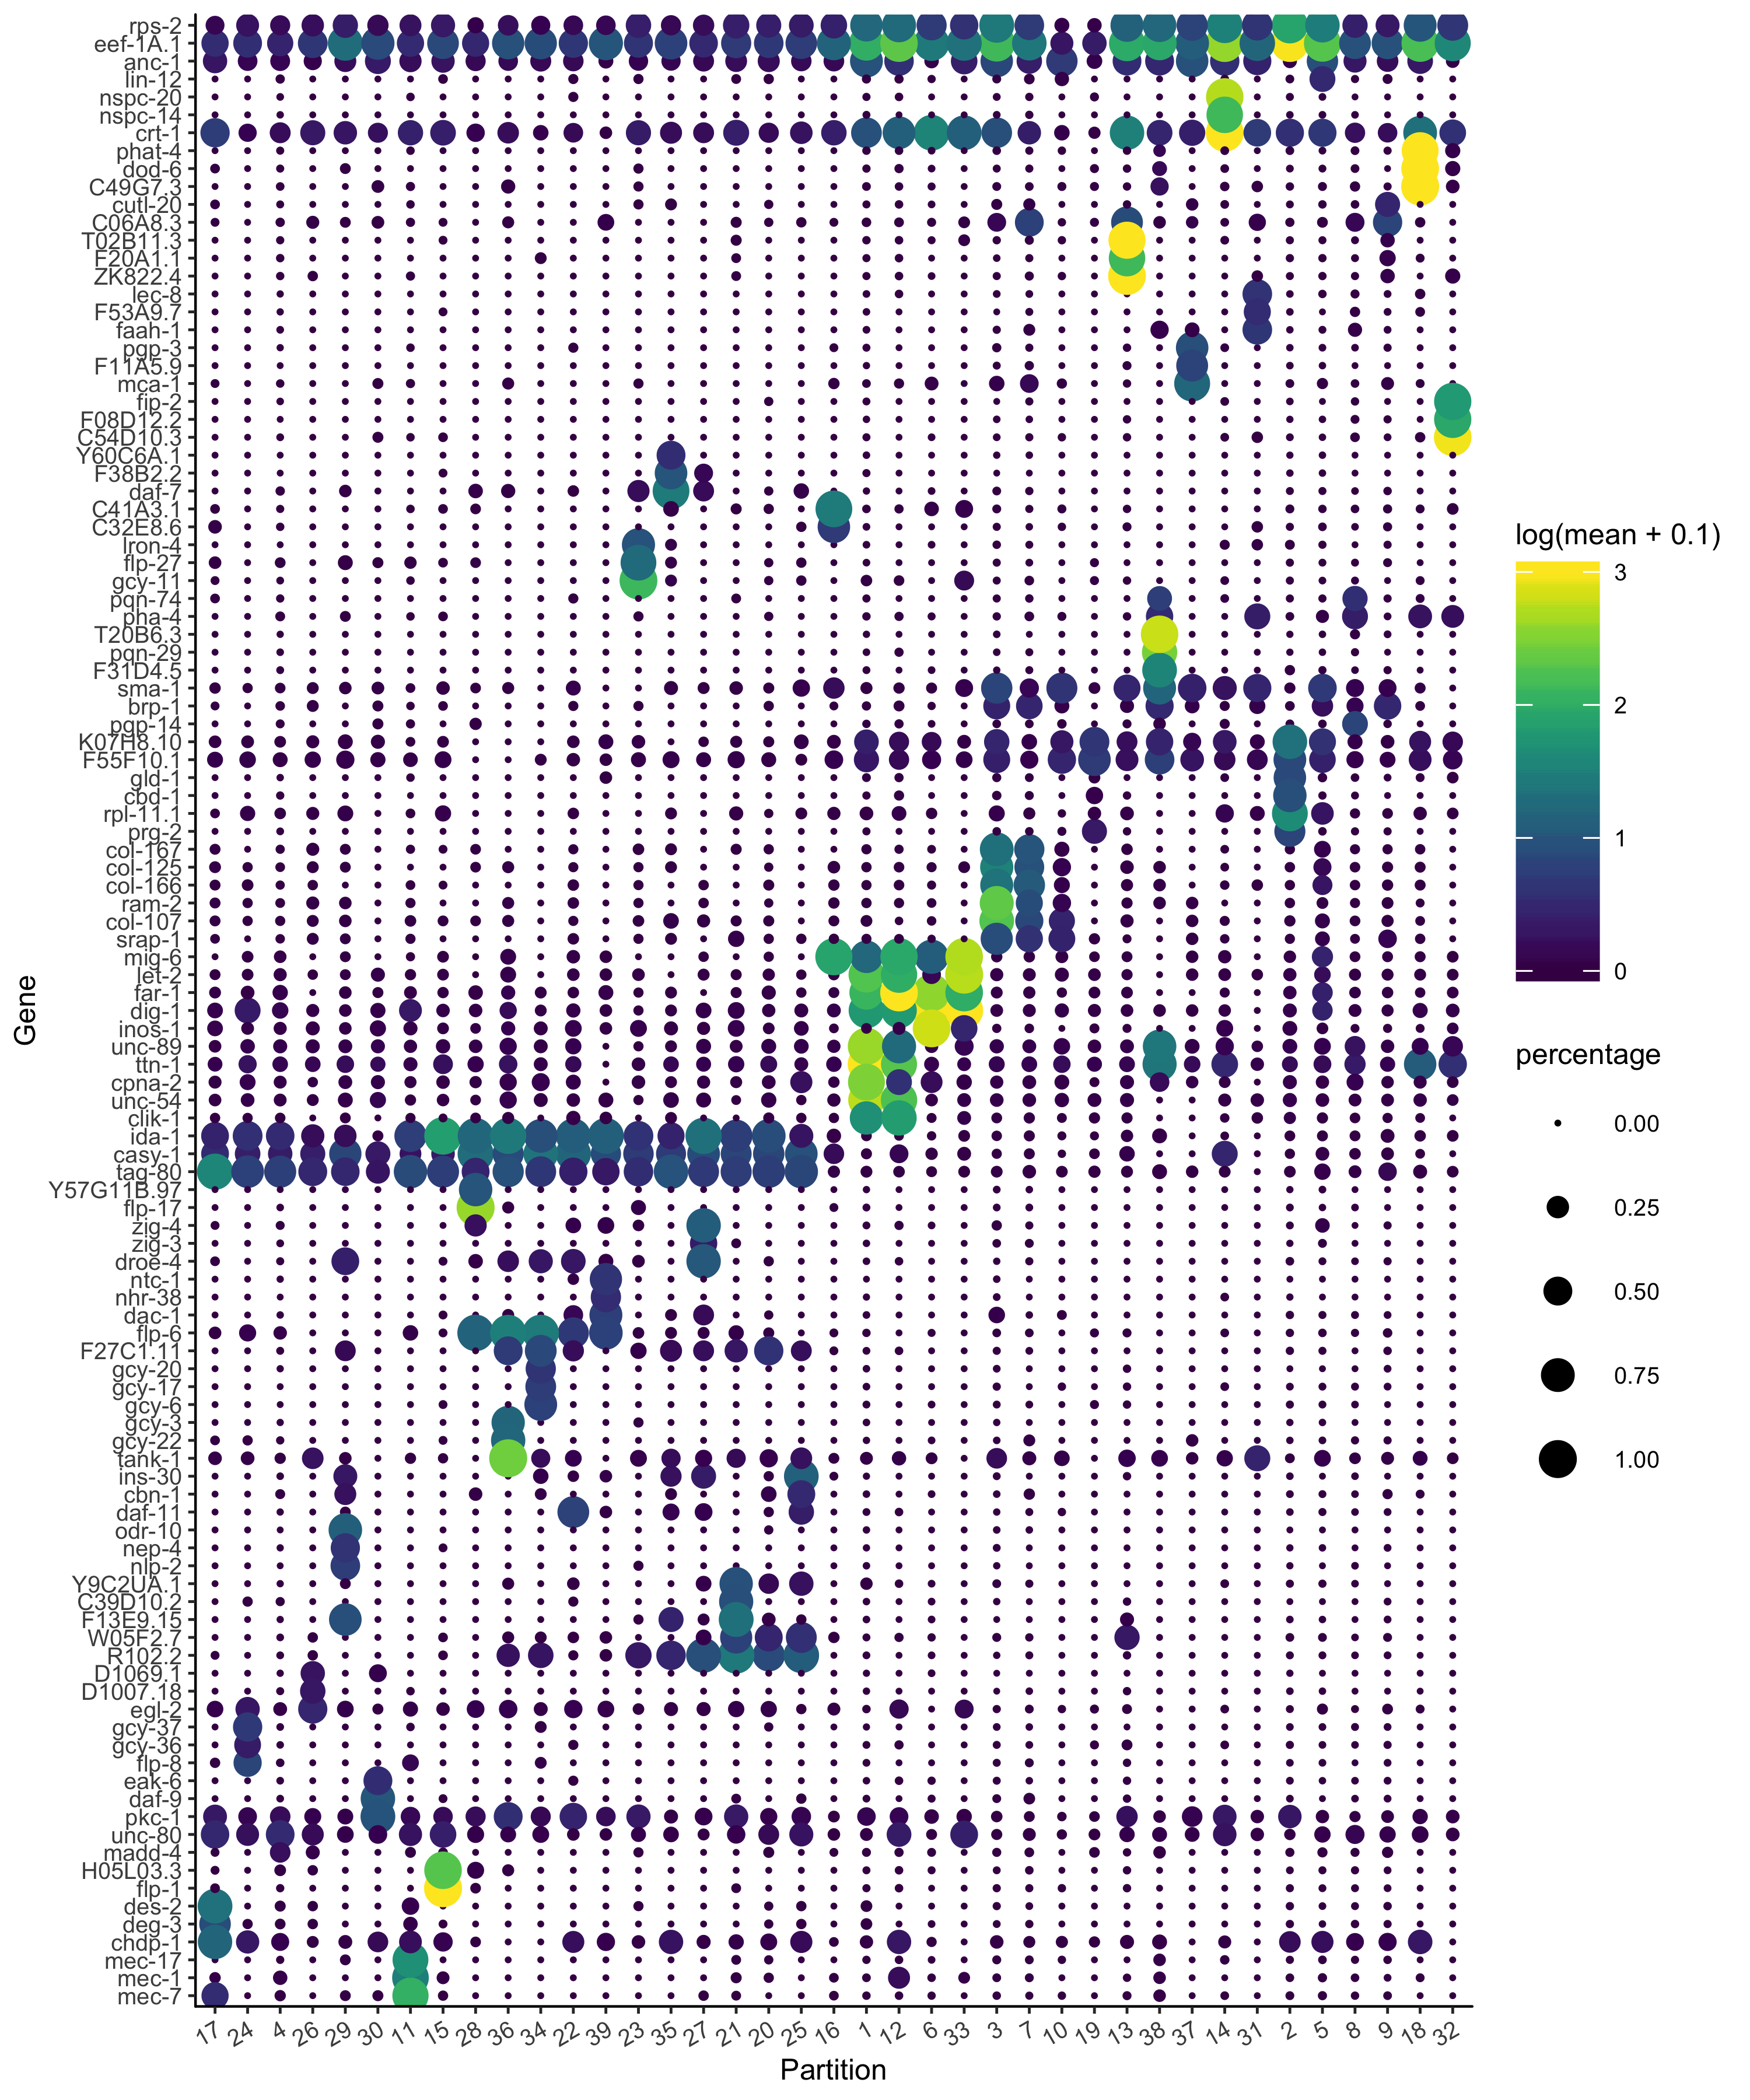 rps-2
eef-1A.1
anc-1
lin-12
nspc-20
nspc-14
crt-1
phat-4
dod-6
C49G7.3
cutl-20
C06A8.3
T02B11.3
F20A1.1
ZK822.4
lec-8
F53A9.7
faah-1
pgp-3
F11A5.9
mca-1
fip-2
F08D12.2
C54D10.3
Y60C6A.1
F38B2.2
daf-7
C41A3.1
C32E8.6
lron-4
flp-27
gcy-11
pqn-74
pha-4
T20B6.3
pqn-29
F31D4.5
sma-1
brp-1
pgp-14
K07H8.10
F55F10.1
gld-1
cbd-1
rpl-11.1
prg-2
col-167
col-125
col-166
ram-2
col-107
srap-1
mig-6
let-2
far-1
dig-1
inos-1
unc-89
ttn-1
cpna-2
unc-54
clik-1
ida-1
casy-1
tag-80
Y57G11B.97
flp-17
zig-4
zig-3
droe-4
ntc-1
nhr-38
dac-1
flp-6
F27C1.11
gcy-20
gcy-17
gcy-6
gcy-3
gcy-22
tank-1
ins-30
cbn-1
daf-11
odr-10
nep-4
nlp-2
Y9C2UA.1
C39D10.2
F13E9.15
W05F2.7
R102.2
D1069.1
D1007.18
egl-2
gcy-37
gcy-36
flp-8
eak-6
daf-9
pkc-1
unc-80
madd-4
H05L03.3
flp-1
des-2
deg-3
chdp-1
mec-17
mec-1
mec-7
Gene
17 24 4 26 29 30 11 15 28 36 34 22 39 23 35 27 21 20 25 16 1 12 6 33 3 7 10 19 13 38 37 14 31 2 5 8 9 18 32
Partition
log(mean + 0.1)
3
2
1
0
percentage
0.00
0.25
0.50
0.75
1.00